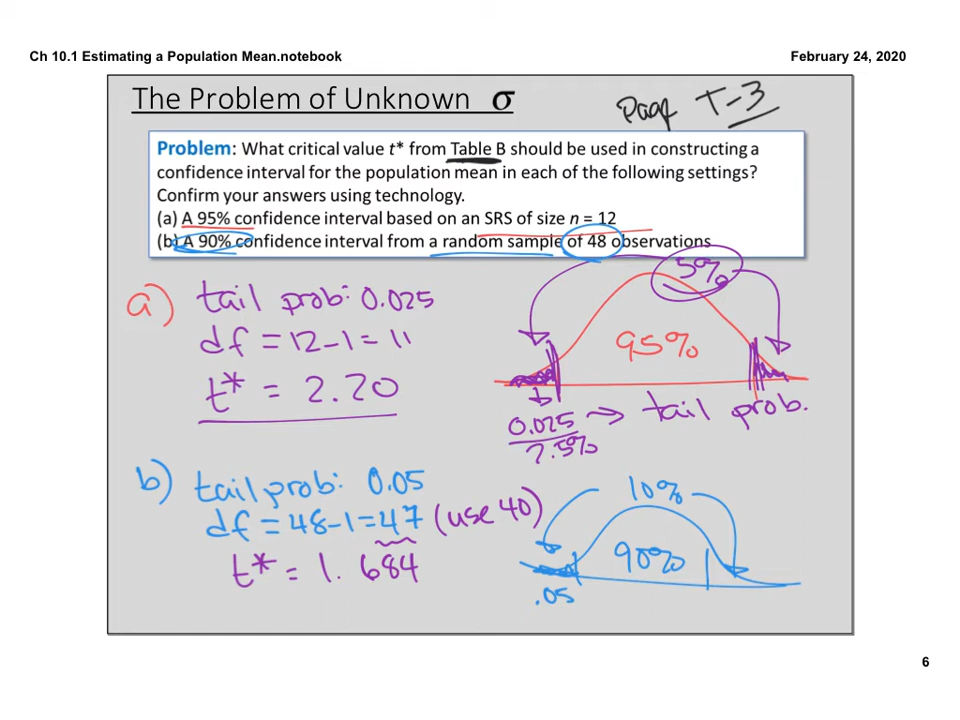 Ch 10.1 Estimating a Population Mean.notebook
February 24, 2020
The Problem of Unknown σ
Page T-3
Problem: What critical value t* from Table B should be used in constructing a
confidence interval for the population mean in each of the following settings?
Confirm your answers using technology.
(a) A 95% confidence interval based on an SRS of size n = 12
(b) A 90% confidence interval from a random sample of 48 observations
a) tail prob: 0.025
df = 12-1 = 11
t* = 2.20
5%
95%
0.025 → tail prob.
2.5%
b) tail prob: 0.05
df = 48-1 = 47 (use 40)
t* = 1.684
10%
90%
.05
6